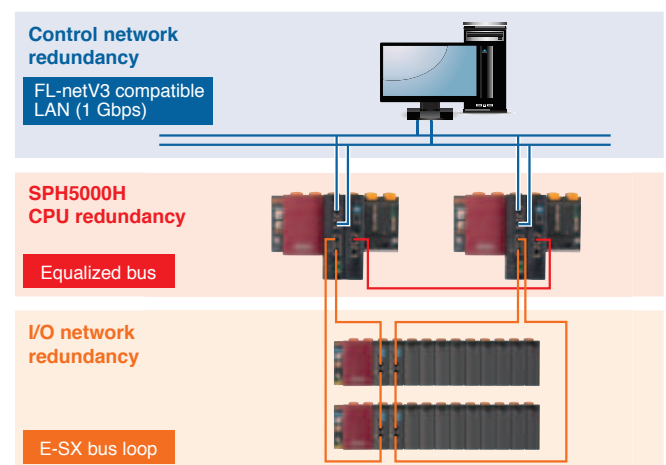 Control network
redundancy
FL-netV3 compatible
LAN (1 Gbps)
SPH5000H
CPU redundancy
Equalized bus
I/O network
redundancy
E-SX bus loop